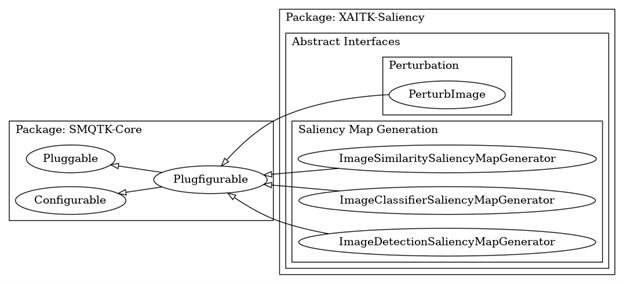 Package: XAITK-Saliency
Abstract Interfaces
Perturbation
PerturbImage
Package: SMQTK-Core
Pluggable
Plugfigurable
Configurable
Saliency Map Generation
ImageSimilaritySaliencyMapGenerator
ImageClassifierSaliencyMapGenerator
ImageDetectionSaliencyMapGenerator